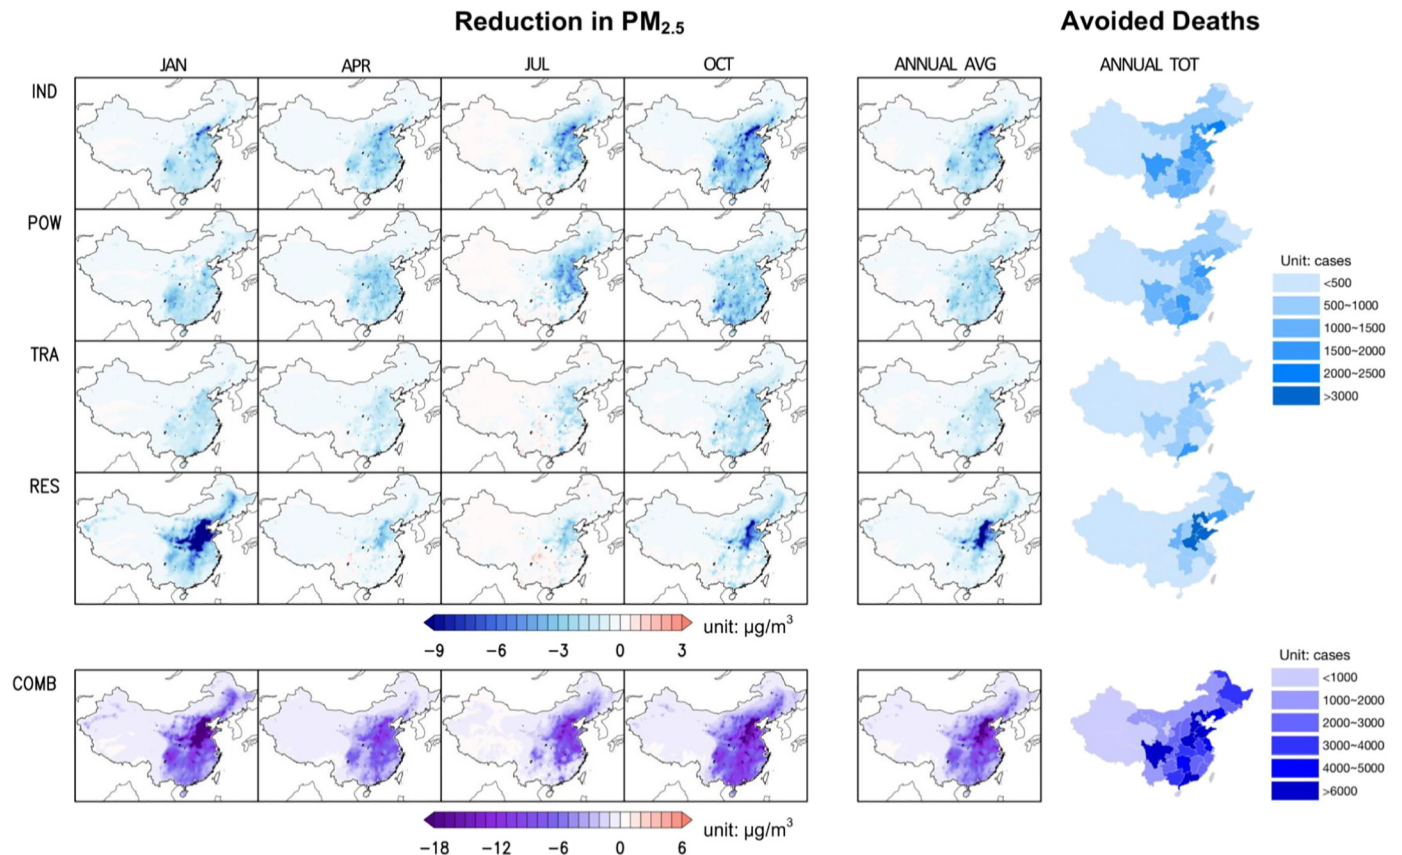 Reduction in PM2.5
Avoided Deaths
JAN APR JUL OCT ANNUAL AVG ANNUAL TOT
IND
POW
TRA
RES
Unit: cases
<500
500~1000
1000~1500
1500~2000
2000~2500
>3000
-9 -6 -3 0 3 unit: μg/m3
COMB
Unit: cases
<1000
1000~2000
2000~3000
3000~4000
4000~5000
>6000
-18 -12 -6 0 6 unit: μg/m3